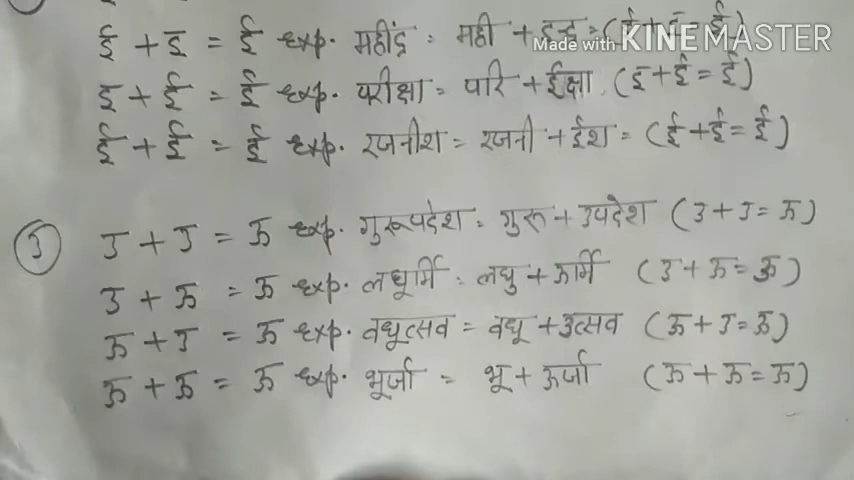 ई + इ = ई exp. महींद्र = मही + इन्द्र = (ई + इ = ई)
Made with KINEMASTER
इ + ई = ई exp. परीक्षा = परि + ईक्षा. (इ + ई = ई)
ई + ई = ई exp. रजनीश = रजनी + ईश = (ई + ई = ई)
3 उ + उ = ऊ exp. गुरूपदेश = गुरु + उपदेश (उ + उ = ऊ)
उ + ऊ = ऊ exp. लघूर्मि = लघु + ऊर्मि (उ + ऊ = ऊ)
ऊ + उ = ऊ exp. वधूत्सव = वधू + उत्सव (ऊ + उ = ऊ)
ऊ + ऊ = ऊ exp. भूर्जा = भू + ऊर्जा (ऊ + ऊ = ऊ)